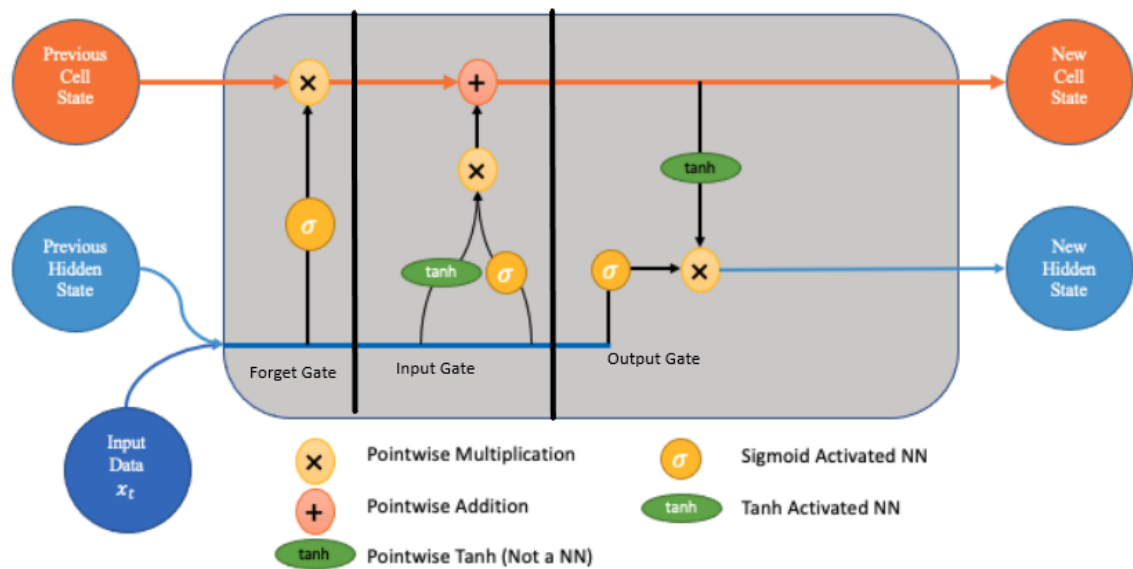 Previous
Cell
State
×
+
New
Cell
State
tanh
×
σ
Previous
Hidden
State
tanh
σ
σ
×
New
Hidden
State
Forget Gate
Input Gate
Output Gate
Input
Data
xₜ
× Pointwise Multiplication
σ Sigmoid Activated NN
+ Pointwise Addition
tanh Tanh Activated NN
tanh Pointwise Tanh (Not a NN)